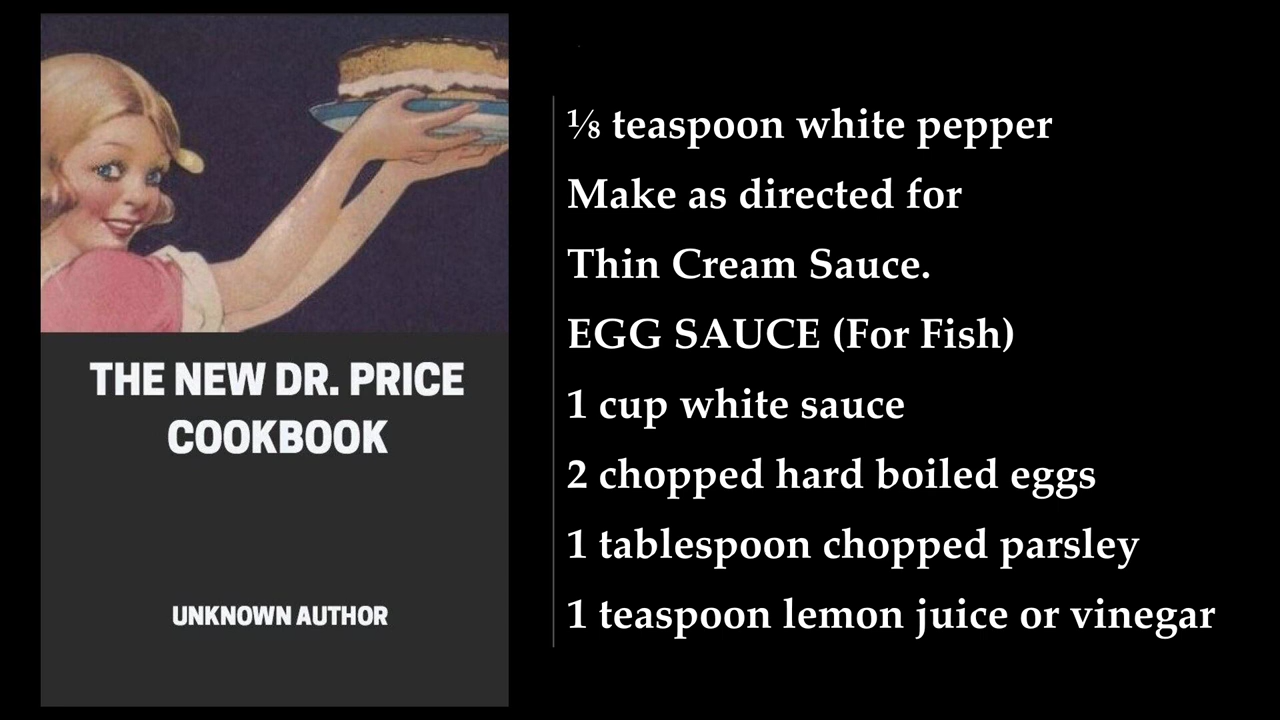 THE NEW DR. PRICE
COOKBOOK
UNKNOWN AUTHOR
⅛ teaspoon white pepper
Make as directed for
Thin Cream Sauce.
EGG SAUCE (For Fish)
1 cup white sauce
2 chopped hard boiled eggs
1 tablespoon chopped parsley
1 teaspoon lemon juice or vinegar